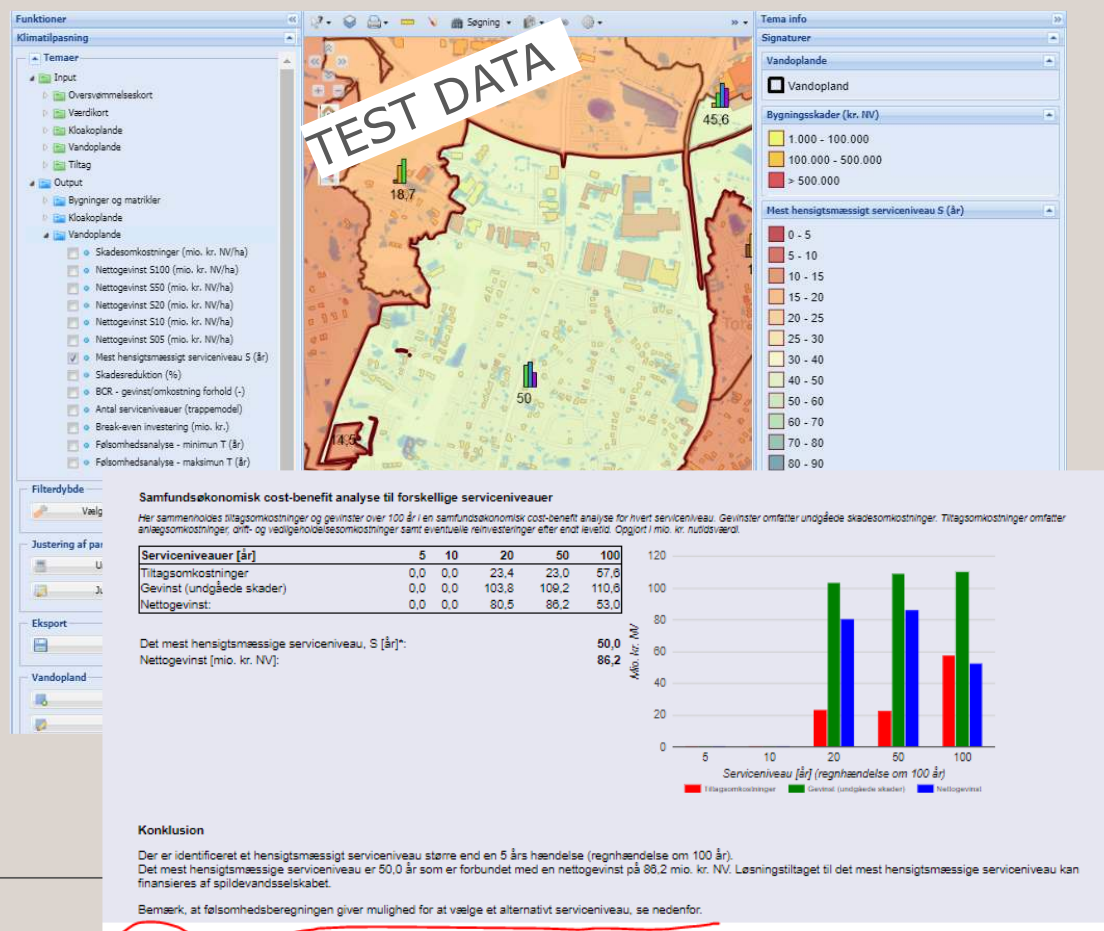 Funktioner
Klimatilpasning
Temaer
Input
Oversvømmelseskort
Værdikort
Kloakoplande
Vandoplande
Tiltag
Output
Bygninger og matrikler
Kloakoplande
Vandoplande
Skadesomkostninger (mio. kr. NV/ha)
Nettogevinst S100 (mio. kr. NV/ha)
Nettogevinst S50 (mio. kr. NV/ha)
Nettogevinst S20 (mio. kr. NV/ha)
Nettogevinst S10 (mio. kr. NV/ha)
Nettogevinst S05 (mio. kr. NV/ha)
Mest hensigtsmæssigt serviceniveau S (år)
Skadesreduktion (%)
BCR - gevinst/omkostning forhold (-)
Antal serviceniveauer (trappemodel)
Break-even investering (mio. kr.)
Følsomhedsanalyse - minimun T (år)
Følsomhedsanalyse - maksimun T (år)
Filterdybde
Vælg
Justering af par
U
Ju
Eksport
Vandopland
Søgning
TEST DATA
45,6
18,7
50
14,5
Tema info
Signaturer
Vandoplande
Vandopland
Bygningsskader (kr. NV)
1.000 - 100.000
100.000 - 500.000
> 500.000
Mest hensigtsmæssigt serviceniveau S (år)
0 - 5
5 - 10
10 - 15
15 - 20
20 - 25
25 - 30
30 - 40
40 - 50
50 - 60
60 - 70
70 - 80
80 - 90
Samfundsøkonomisk cost-benefit analyse til forskellige serviceniveauer
Her sammenholdes tiltagsomkostninger og gevinster over 100 år i en samfundsøkonomisk cost-benefit analyse for hvert serviceniveau. Gevinster omfatter undgåede skadesomkostninger. Tiltagsomkostninger omfatter
anlægsomkostninger, drift- og vedligeholdelsesomkostninger samt eventuelle reinvesteringer efter endt levetid. Opgjort i mio. kr. nutidsværdi.
Serviceniveauer [år] 5 10 20 50 100
Tiltagsomkostninger 0,0 0,0 23,4 23,0 57,6
Gevinst (undgåede skader) 0,0 0,0 103,8 109,2 110,6
Nettogevinst: 0,0 0,0 80,5 86,2 53,0
Det mest hensigtsmæssige serviceniveau, S [år]*: 50,0
Nettogevinst [mio. kr. NV]: 86,2
Mio. kr. NV
120
100
80
60
40
20
0
5 10 20 50 100
Serviceniveau [år] (regnhændelse om 100 år)
Tiltagsomkostninger Gevinst (undgåede skader) Nettogevinst
Konklusion
Der er identificeret et hensigtsmæssigt serviceniveau større end en 5 års hændelse (regnhændelse om 100 år).
Det mest hensigtsmæssige serviceniveau er 50,0 år som er forbundet med en nettogevinst på 86,2 mio. kr. NV. Løsningstiltaget til det mest hensigtsmæssige serviceniveau kan
finansieres af spildevandsselskabet.
Bemærk, at følsomhedsberegningen giver mulighed for at vælge et alternativt serviceniveau, se nedenfor.